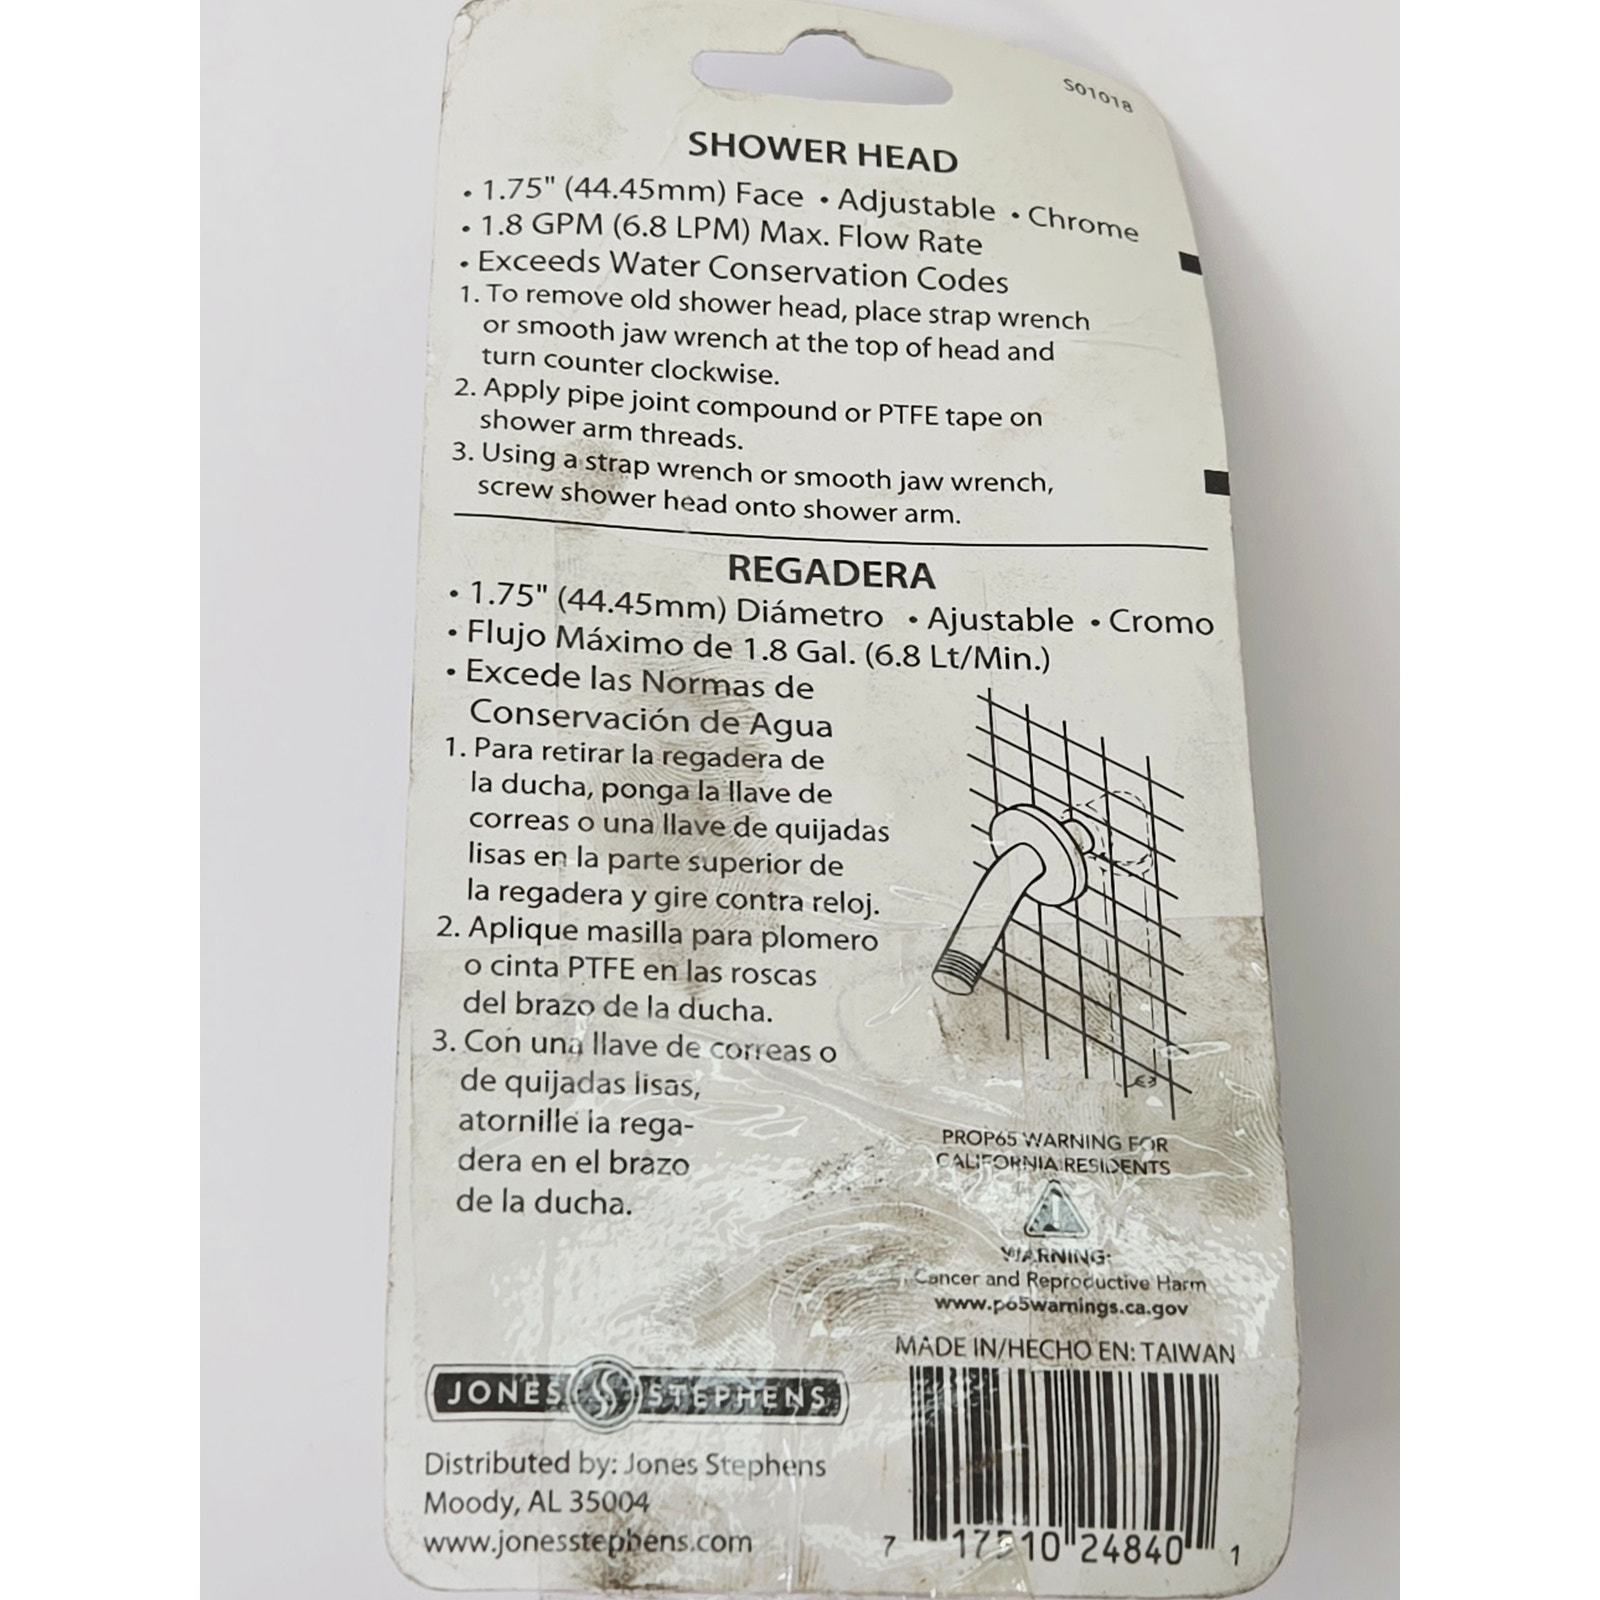 S01018
SHOWER HEAD
• 1.75" (44.45mm) Face • Adjustable • Chrome
• 1.8 GPM (6.8 LPM) Max. Flow Rate
• Exceeds Water Conservation Codes
1. To remove old shower head, place strap wrench
or smooth jaw wrench at the top of head and
turn counter clockwise.
2. Apply pipe joint compound or PTFE tape on
shower arm threads.
3. Using a strap wrench or smooth jaw wrench,
screw shower head onto shower arm.
REGADERA
• 1.75" (44.45mm) Diámetro • Ajustable • Cromo
• Flujo Máximo de 1.8 Gal. (6.8 Lt/Min.)
• Excede las Normas de
Conservación de Agua
1. Para retirar la regadera de
la ducha, ponga la llave de
correas o una llave de quijadas
lisas en la parte superior de
la regadera y gire contra reloj.
2. Aplique masilla para plomero
o cinta PTFE en las roscas
del brazo de la ducha.
3. Con una llave de correas o
de quijadas lisas,
atornille la rega-
dera en el brazo
de la ducha.
PROP65 WARNING FOR
CALIFORNIA RESIDENTS
WARNING:
Cancer and Reproductive Harm
www.p65warnings.ca.gov
MADE IN/HECHO EN: TAIWAN
JONES STEPHENS
Distributed by: Jones Stephens
Moody, AL 35004
www.jonesstephens.com
7 17510 24840 1